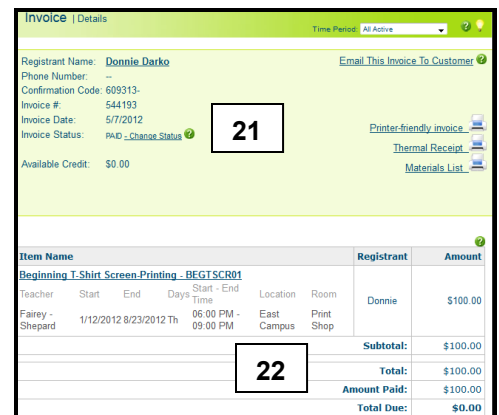 Invoice | Details
Time Period: All Active
Registrant Name: Donnie Darko
Email This Invoice To Customer
Phone Number: --
Confirmation Code: 609313-
Invoice #: 544193
Invoice Date: 5/7/2012
Invoice Status: PAID - Change Status
21
Printer-friendly invoice
Thermal Receipt
Available Credit: $0.00
Materials List
Item Name Registrant Amount
Beginning T-Shirt Screen-Printing - BEGTSCR01
Teacher Start End Days Start - End Time Location Room
Fairey - Shepard 1/12/2012 8/23/2012 Th 06:00 PM - 09:00 PM East Campus Print Shop
Donnie $100.00
Subtotal: $100.00
22
Total: $100.00
Amount Paid: $100.00
Total Due: $0.00